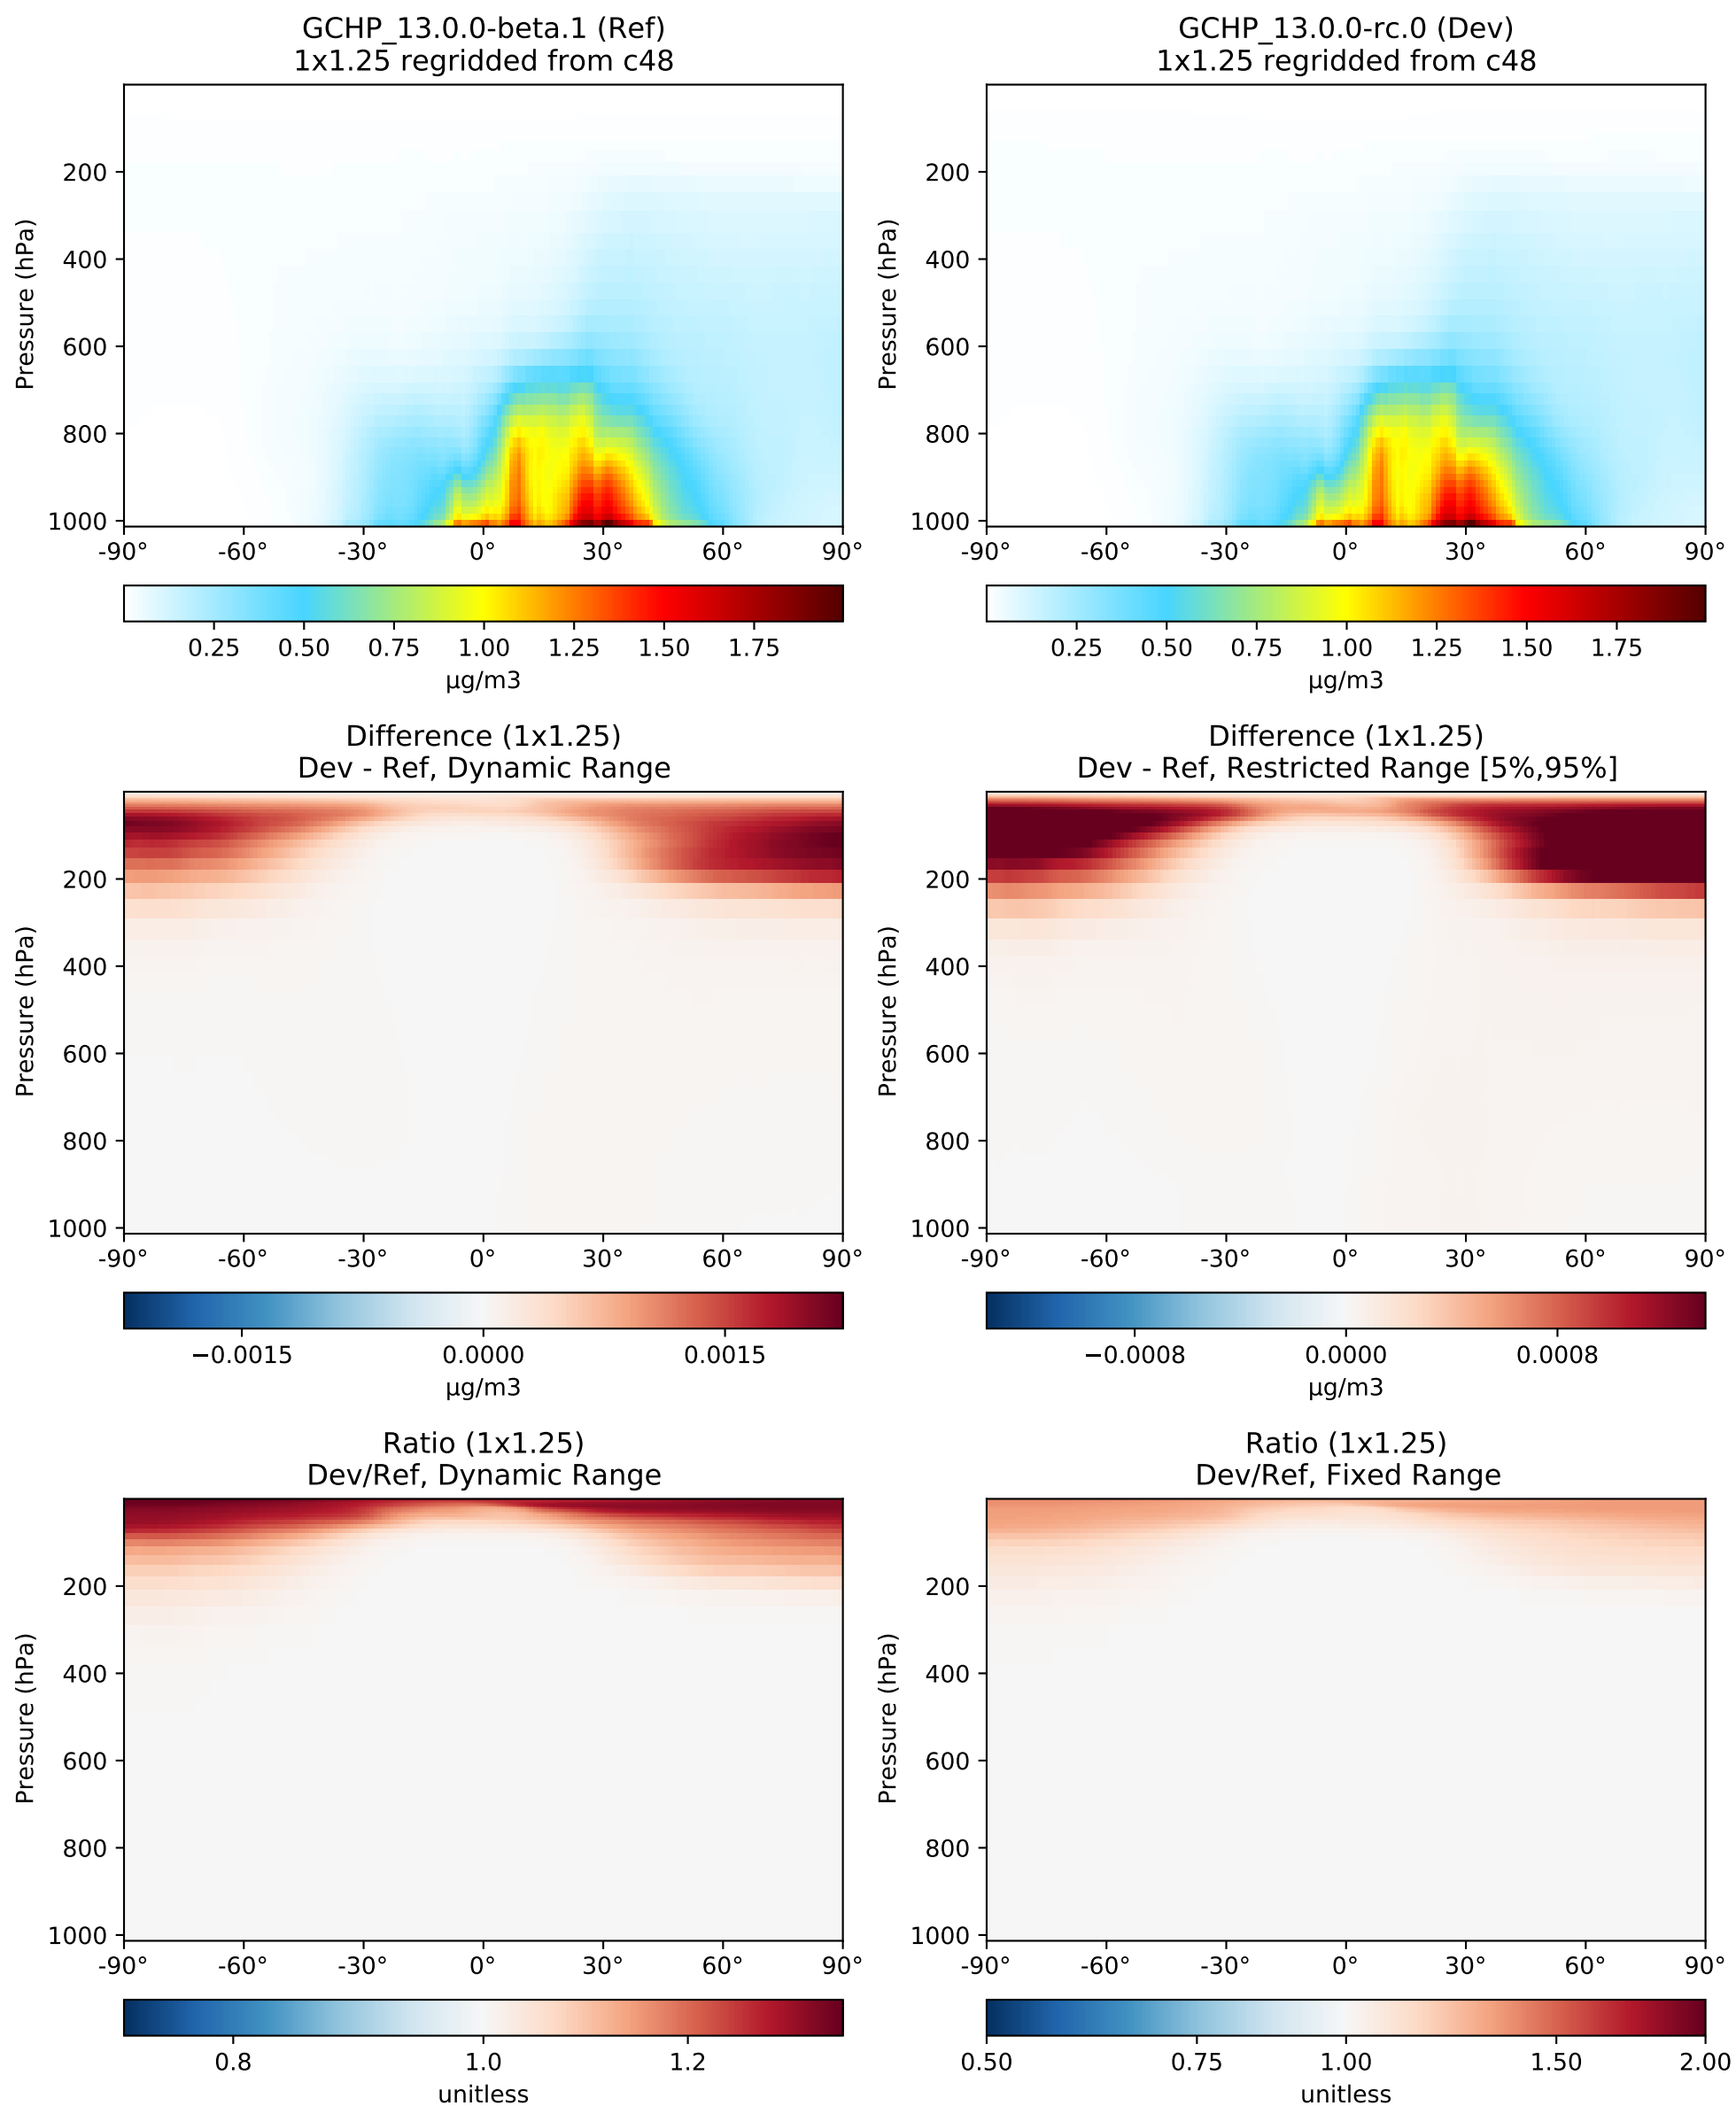 GCHP_13.0.0-beta.1 (Ref)
1x1.25 regridded from c48
Pressure (hPa)
200
400
600
800
1000
-90° -60° -30° 0° 30° 60° 90°
0.25 0.50 0.75 1.00 1.25 1.50 1.75
µg/m3
GCHP_13.0.0-rc.0 (Dev)
1x1.25 regridded from c48
Pressure (hPa)
200
400
600
800
1000
-90° -60° -30° 0° 30° 60° 90°
0.25 0.50 0.75 1.00 1.25 1.50 1.75
µg/m3
Difference (1x1.25)
Dev - Ref, Dynamic Range
Pressure (hPa)
200
400
600
800
1000
-90° -60° -30° 0° 30° 60° 90°
−0.0015 0.0000 0.0015
µg/m3
Difference (1x1.25)
Dev - Ref, Restricted Range [5%,95%]
Pressure (hPa)
200
400
600
800
1000
-90° -60° -30° 0° 30° 60° 90°
−0.0008 0.0000 0.0008
µg/m3
Ratio (1x1.25)
Dev/Ref, Dynamic Range
Pressure (hPa)
200
400
600
800
1000
-90° -60° -30° 0° 30° 60° 90°
0.8 1.0 1.2
unitless
Ratio (1x1.25)
Dev/Ref, Fixed Range
Pressure (hPa)
200
400
600
800
1000
-90° -60° -30° 0° 30° 60° 90°
0.50 0.75 1.00 1.50 2.00
unitless